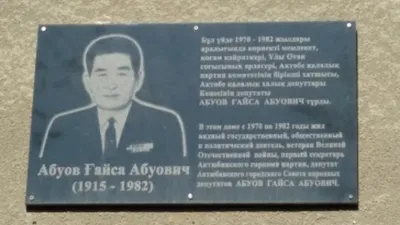 Бұл үйде 1970 - 1982 жылдары
аралығында көрнекті мемлекет,
қоғам қайраткері, Ұлы Отан
соғысының ардагері, Ақтөбе қалалық
партия комитетінің бірінші хатшысы,
Ақтөбе қалалық халық депутаттары
Кеңесінің депутаты
АБУОВ ҒАЙСА АБУОВИЧ тұрды.
В этом доме с 1970 по 1982 годы жил
видный государственный, общественный
и политический деятель, ветеран Великой
Отечественной войны, первый секретарь
Актюбинского горкома партии, депутат
Актюбинского городского Совета народных
депутатов АБУОВ ҒАЙСА АБУОВИЧ.
Абуов Ғайса Абуович
(1915 - 1982)